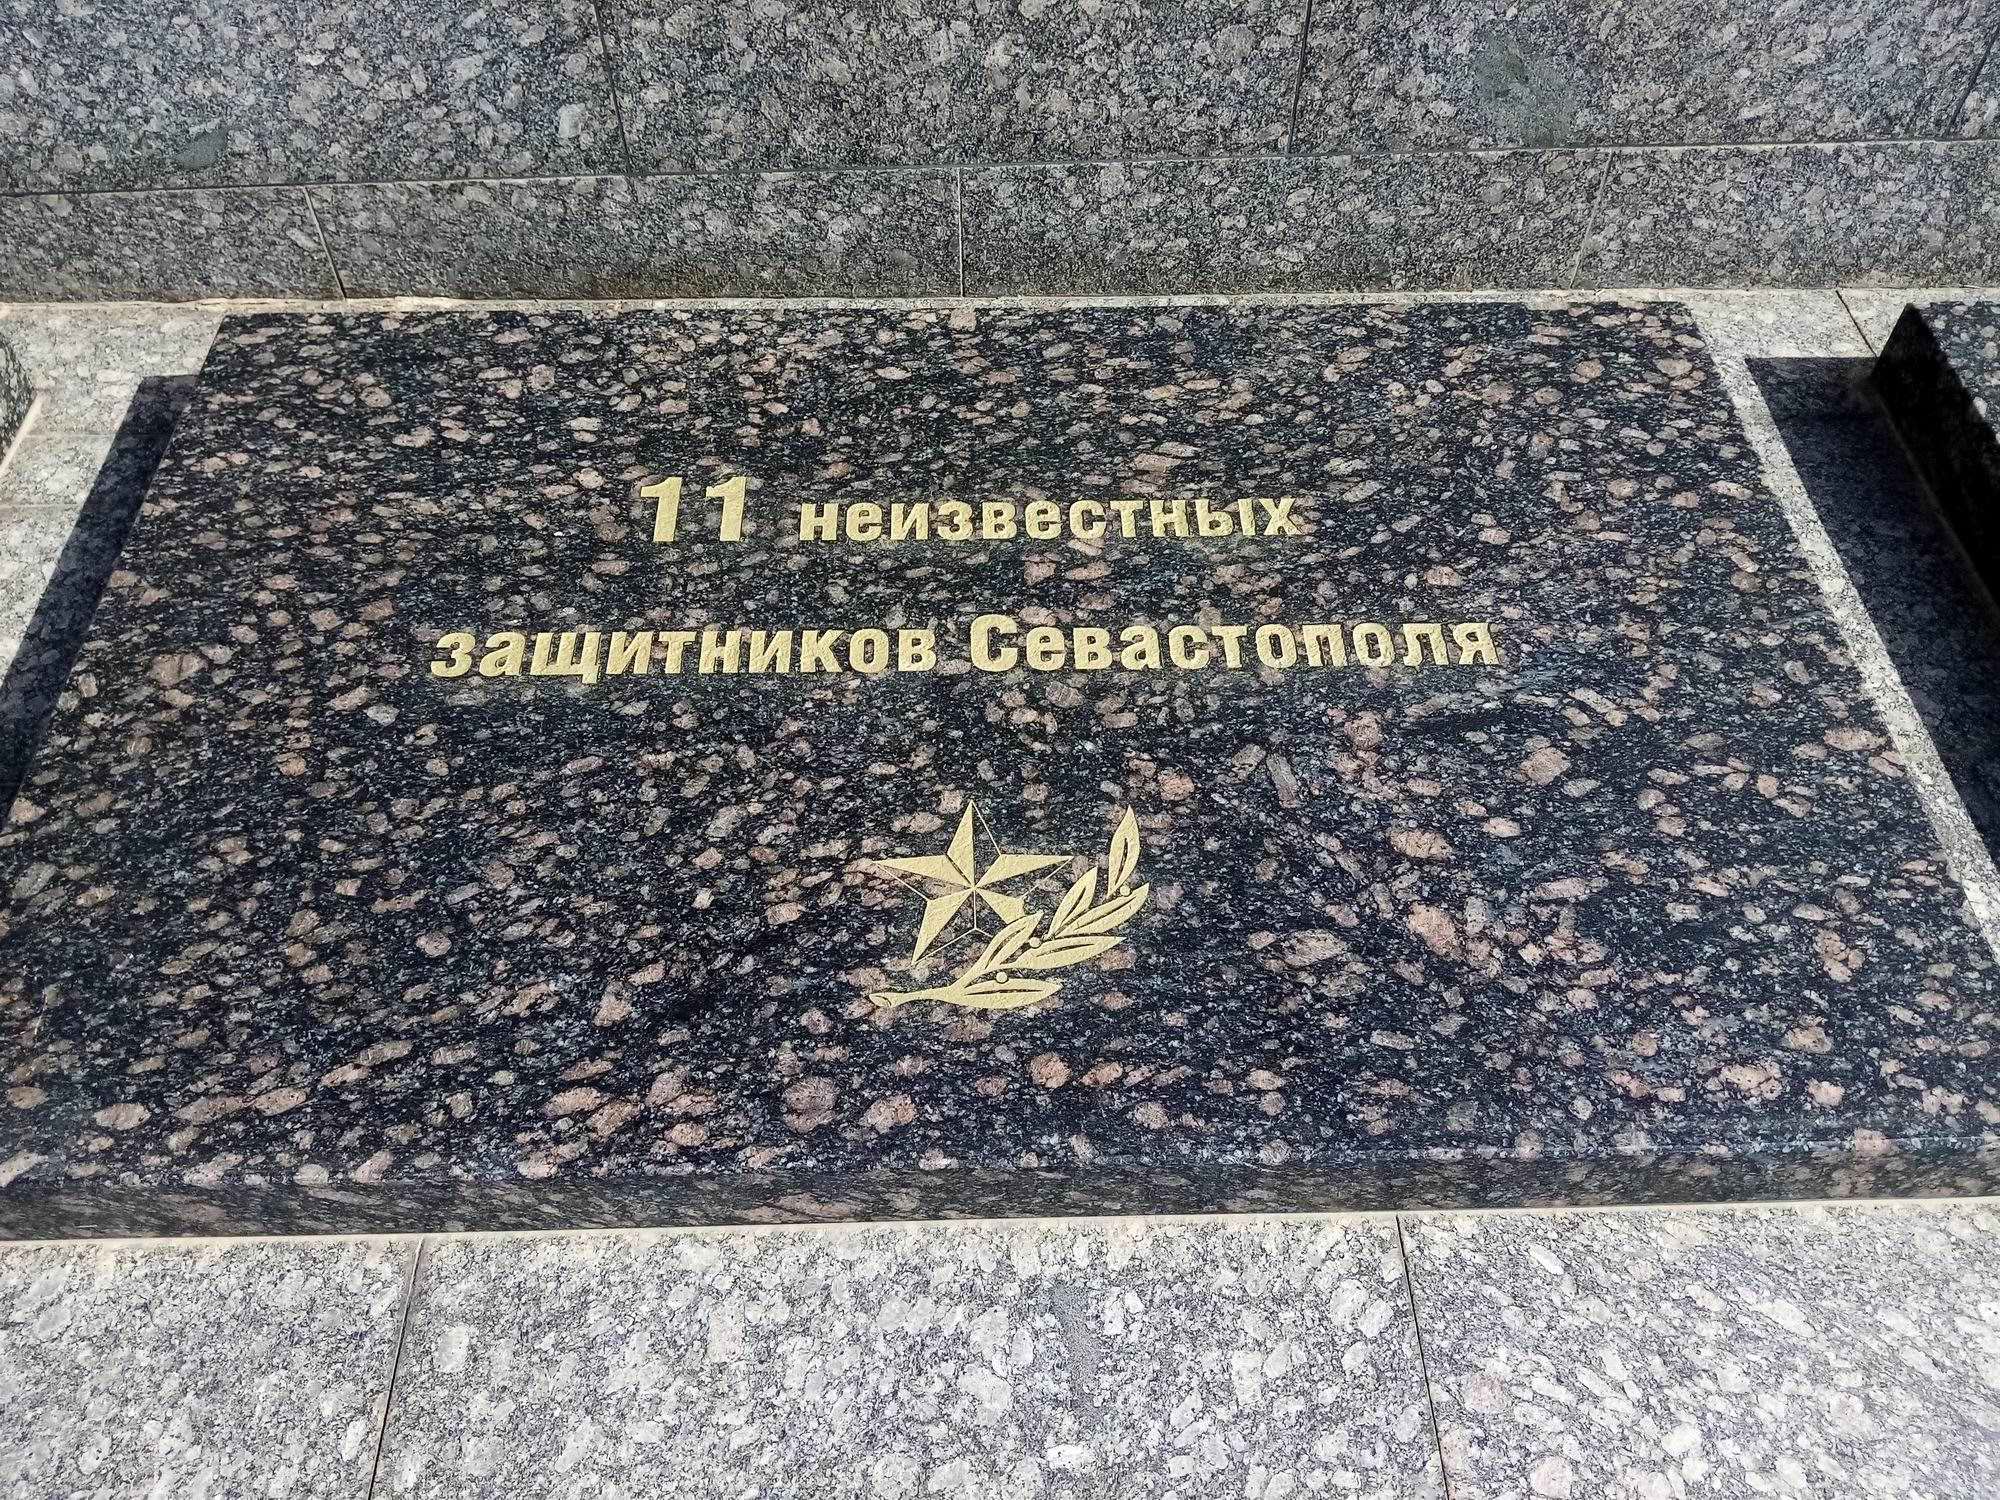 11 неизвестных
защитников Севастополя